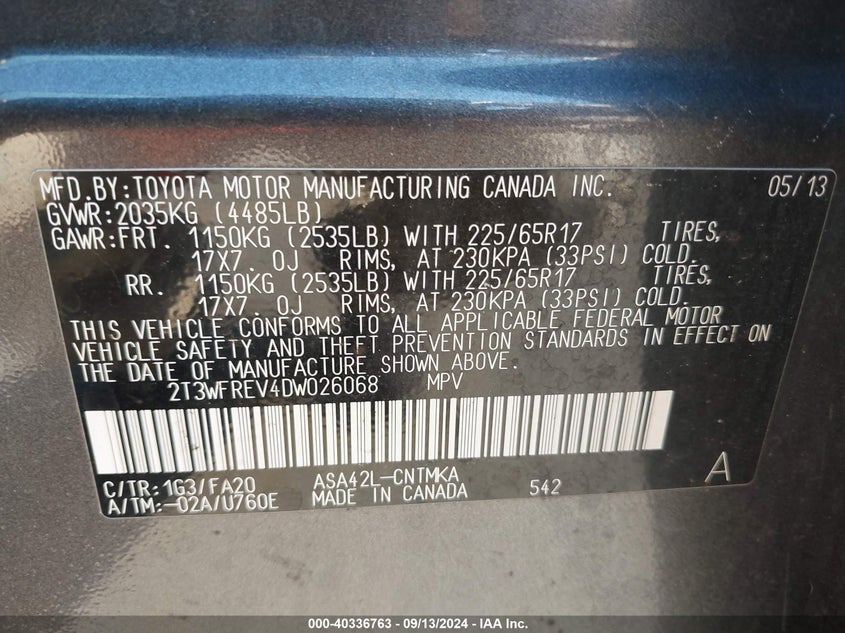 MFD.BY:TOYOTA MOTOR MANUFACTURING CANADA INC. 05/13
GVWR:2035KG (4485LB)
GAWR:FRT. 1150KG (2535LB) WITH 225/65R17 TIRES,
17X7.0J RIMS, AT 230KPA (33PSI) COLD.
RR. 1150KG (2535LB) WITH 225/65R17 TIRES,
17X7.0J RIMS, AT 230KPA (33PSI) COLD.
THIS VEHICLE CONFORMS TO ALL APPLICABLE FEDERAL MOTOR
VEHICLE SAFETY AND THEFT PREVENTION STANDARDS IN EFFECT ON
THE DATE OF MANUFACTURE SHOWN ABOVE.
2T3WFREV4DW026068 MPV
C/TR:1G3/FA20 ASA42L-CNTMKA A
A/TM:-02A/U760E MADE IN CANADA 542
000-40336763 - 09/13/2024 - IAA Inc.